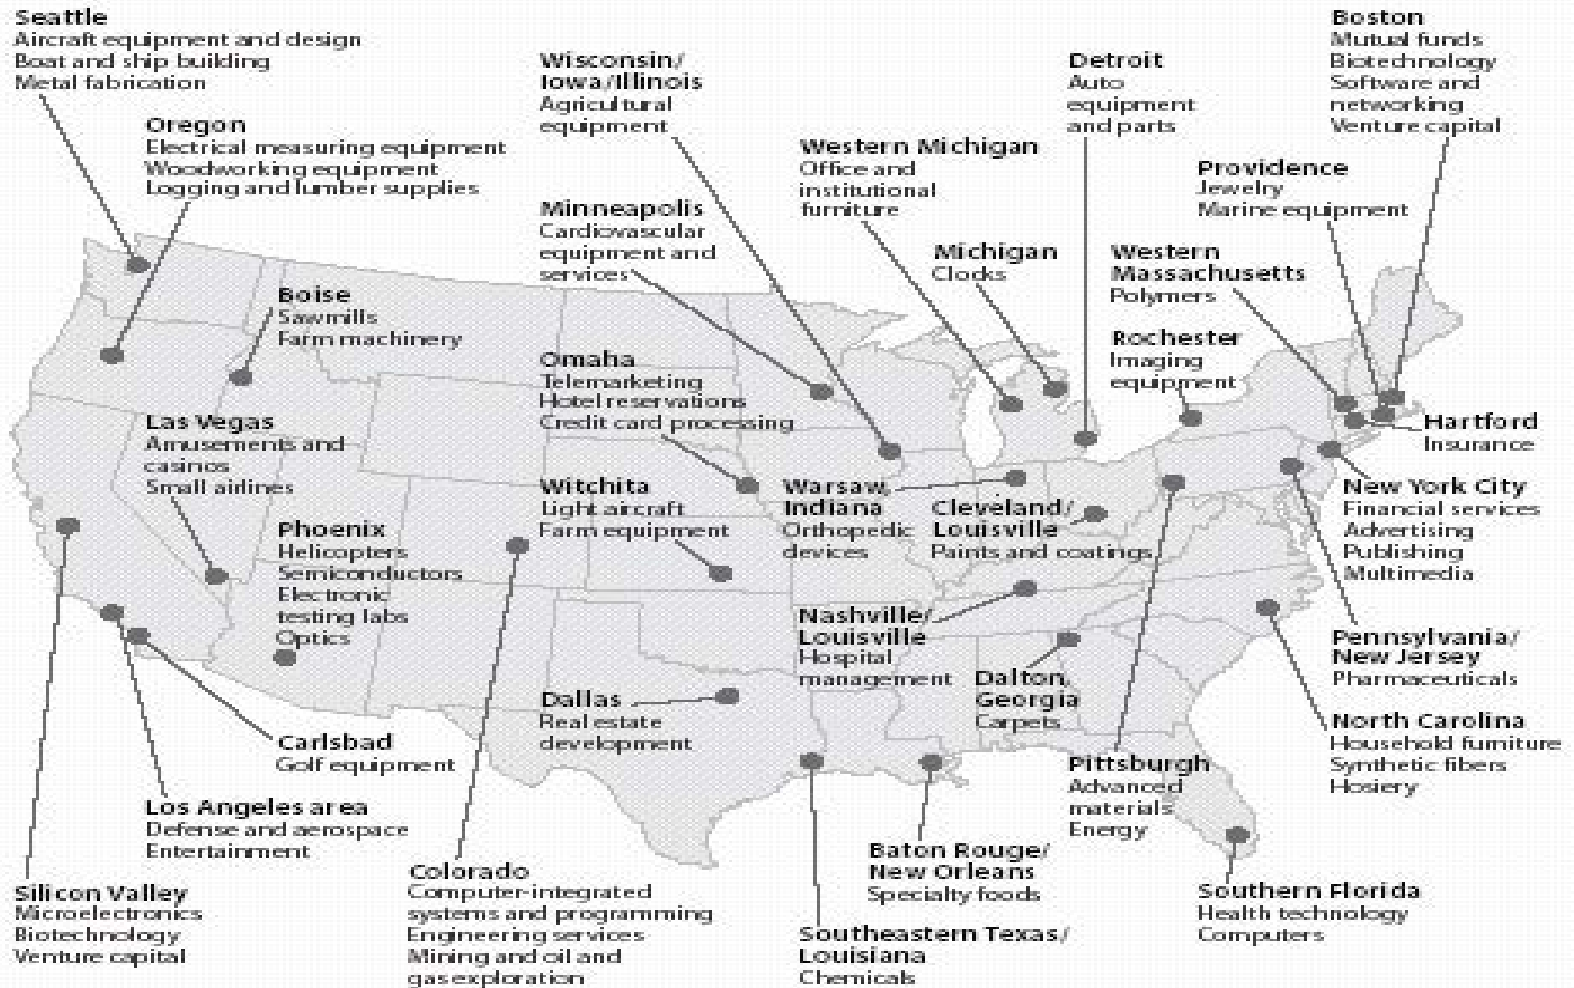 Seattle
Aircraft equipment and design
Boat and ship building
Metal fabrication
Oregon
Electrical measuring equipment
Woodworking equipment
Logging and lumber supplies
Wisconsin/
Iowa/Illinois
Agricultural
equipment
Minneapolis
Cardiovascular
equipment and
services
Western Michigan
Office and
institutional
furniture
Michigan
Clocks
Detroit
Auto
equipment
and parts
Boston
Mutual funds
Biotechnology
Software and
networking
Venture capital
Providence
Jewelry
Marine equipment
Western
Massachusetts
Polymers
Rochester
Imaging
equipment
Hartford
Insurance
Boise
Sawmills
Farm machinery
Omaha
Telemarketing
Hotel reservations
Credit card processing
Las Vegas
Amusements and
casinos
Small airlines
Witchita
Light aircraft
Farm equipment
Warsaw,
Indiana
Orthopedic
devices
Cleveland/
Louisville
Paints and coatings
New York City
Financial services
Advertising
Publishing
Multimedia
Phoenix
Helicopters
Semiconductors
Electronic
testing labs
Optics
Nashville/
Louisville
Hospital
management
Dalton,
Georgia
Carpets
Pennsylvania/
New Jersey
Pharmaceuticals
Dallas
Real estate
development
North Carolina
Household furniture
Synthetic fibers
Hosiery
Carlsbad
Golf equipment
Pittsburgh
Advanced
materials
Energy
Los Angeles area
Defense and aerospace
Entertainment
Silicon Valley
Microelectronics
Biotechnology
Venture capital
Colorado
Computer-integrated
systems and programming
Engineering services
Mining and oil and
gas exploration
Baton Rouge/
New Orleans
Specialty foods
Southeastern Texas/
Louisiana
Chemicals
Southern Florida
Health technology
Computers